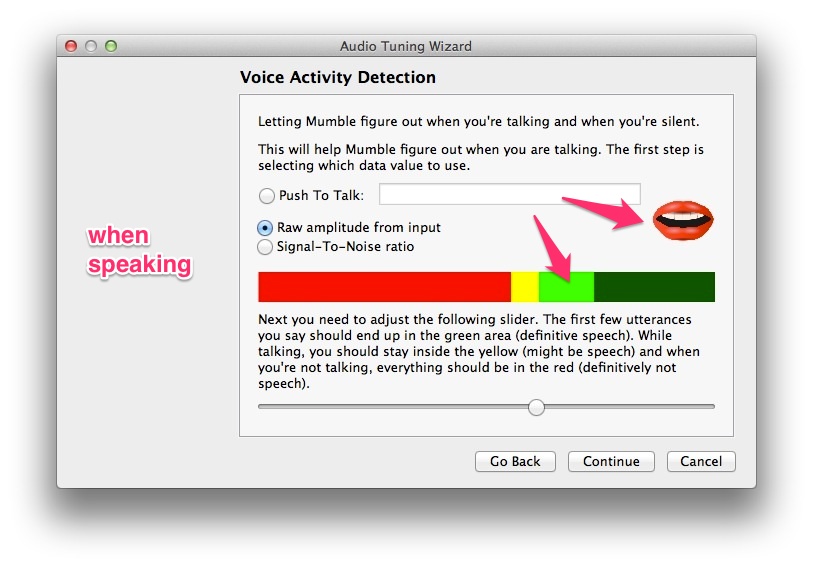 Audio Tuning Wizard
Voice Activity Detection
Letting Mumble figure out when you're talking and when you're silent.
This will help Mumble figure out when you are talking. The first step is
selecting which data value to use.
Push To Talk:
Raw amplitude from input
Signal-To-Noise ratio
when
speaking
Next you need to adjust the following slider. The first few utterances
you say should end up in the green area (definitive speech). While
talking, you should stay inside the yellow (might be speech) and when
you're not talking, everything should be in the red (definitively not
speech).
Go Back
Continue
Cancel